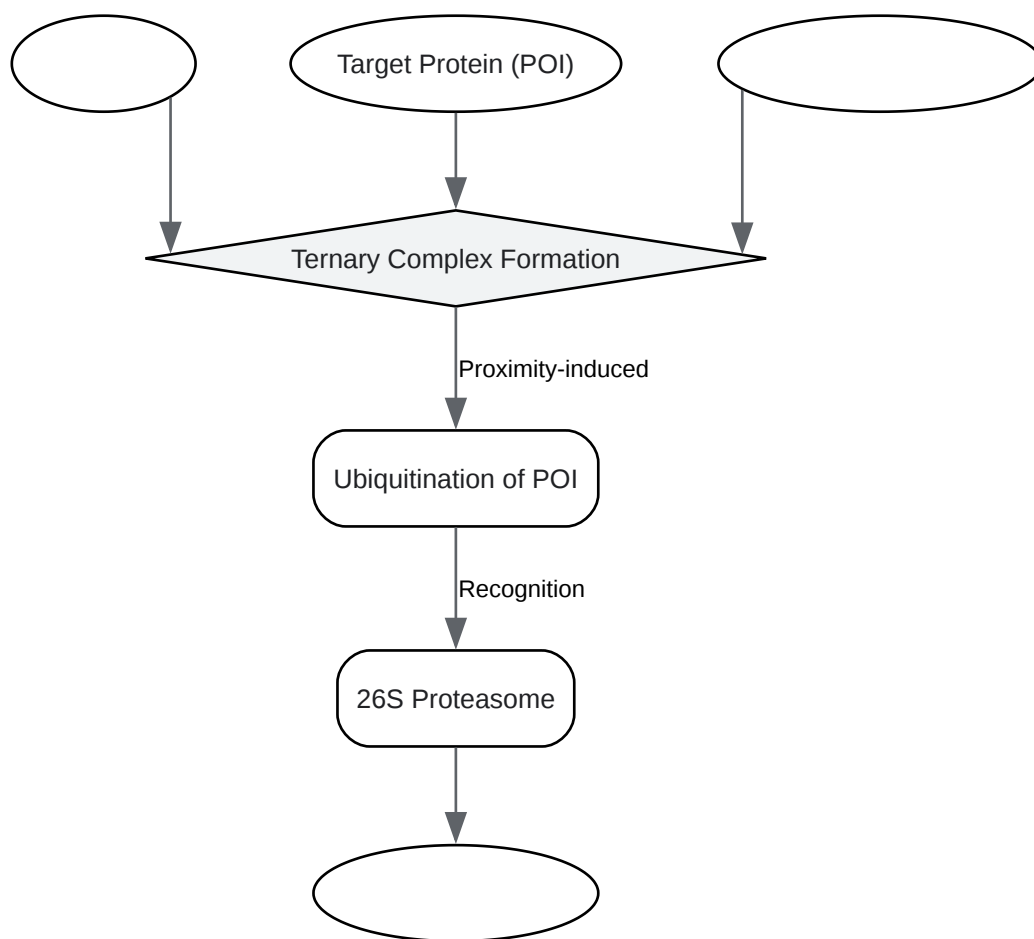 Target Protein (POI)
Ternary Complex Formation
Proximity-induced
Ubiquitination of POI
Recognition
26S Proteasome